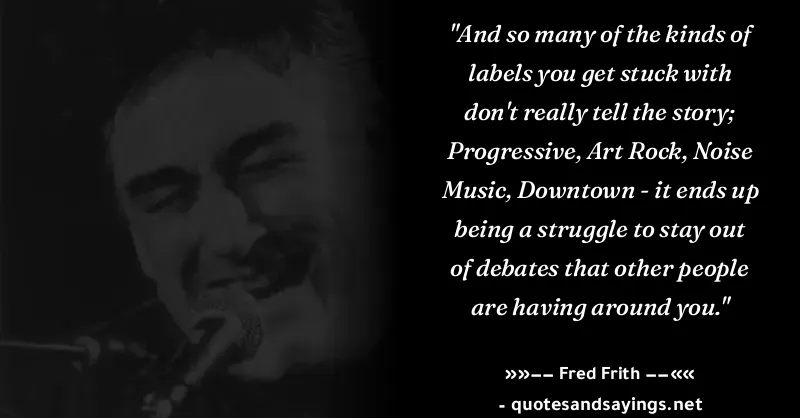 "And so many of the kinds of
labels you get stuck with
don't really tell the story;
Progressive, Art Rock, Noise
Music, Downtown - it ends up
being a struggle to stay out
of debates that other people
are having around you."
»»−− Fred Frith −−««
- quotesandsayings.net